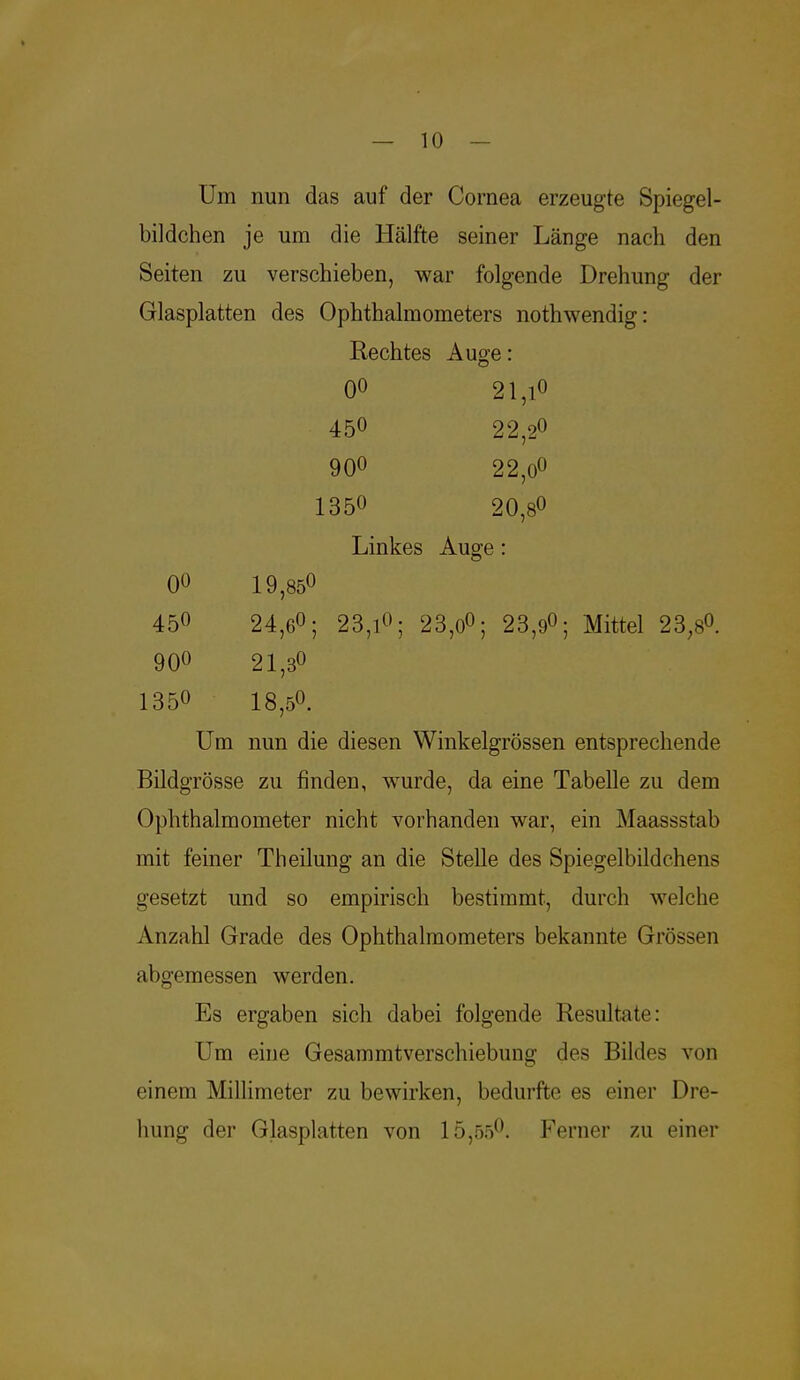 — 10 —
Um nun das auf der Cornea erzeugte Spiegel-
bildchen je um die Hälfte seiner Länge nach den
Seiten zu verschieben, war folgende Drehung der
Glasplatten des Ophthalmometers nothwendig:
Rechtes Auge:
0⁰ 21,1⁰
45⁰ 22,2⁰
90⁰ 22,0⁰
135⁰ 20,8⁰
Linkes Auge:
0⁰ 19,85⁰
45⁰ 24,6⁰; 23,1⁰; 23,0⁰; 23,9⁰; Mittel 23,8⁰.
90⁰ 21,3⁰
135⁰ 18,5⁰.
Um nun die diesen Winkelgrössen entsprechende
Bildgrösse zu finden, wurde, da eine Tabelle zu dem
Ophthalmometer nicht vorhanden war, ein Maassstab
mit feiner Theilung an die Stelle des Spiegelbildchens
gesetzt und so empirisch bestimmt, durch welche
Anzahl Grade des Ophthalmometers bekannte Grössen
abgemessen werden.
Es ergaben sich dabei folgende Resultate:
Um eine Gesammtverschiebung des Bildes von
einem Millimeter zu bewirken, bedurfte es einer Dre-
hung der Glasplatten von 15,55⁰. Ferner zu einer